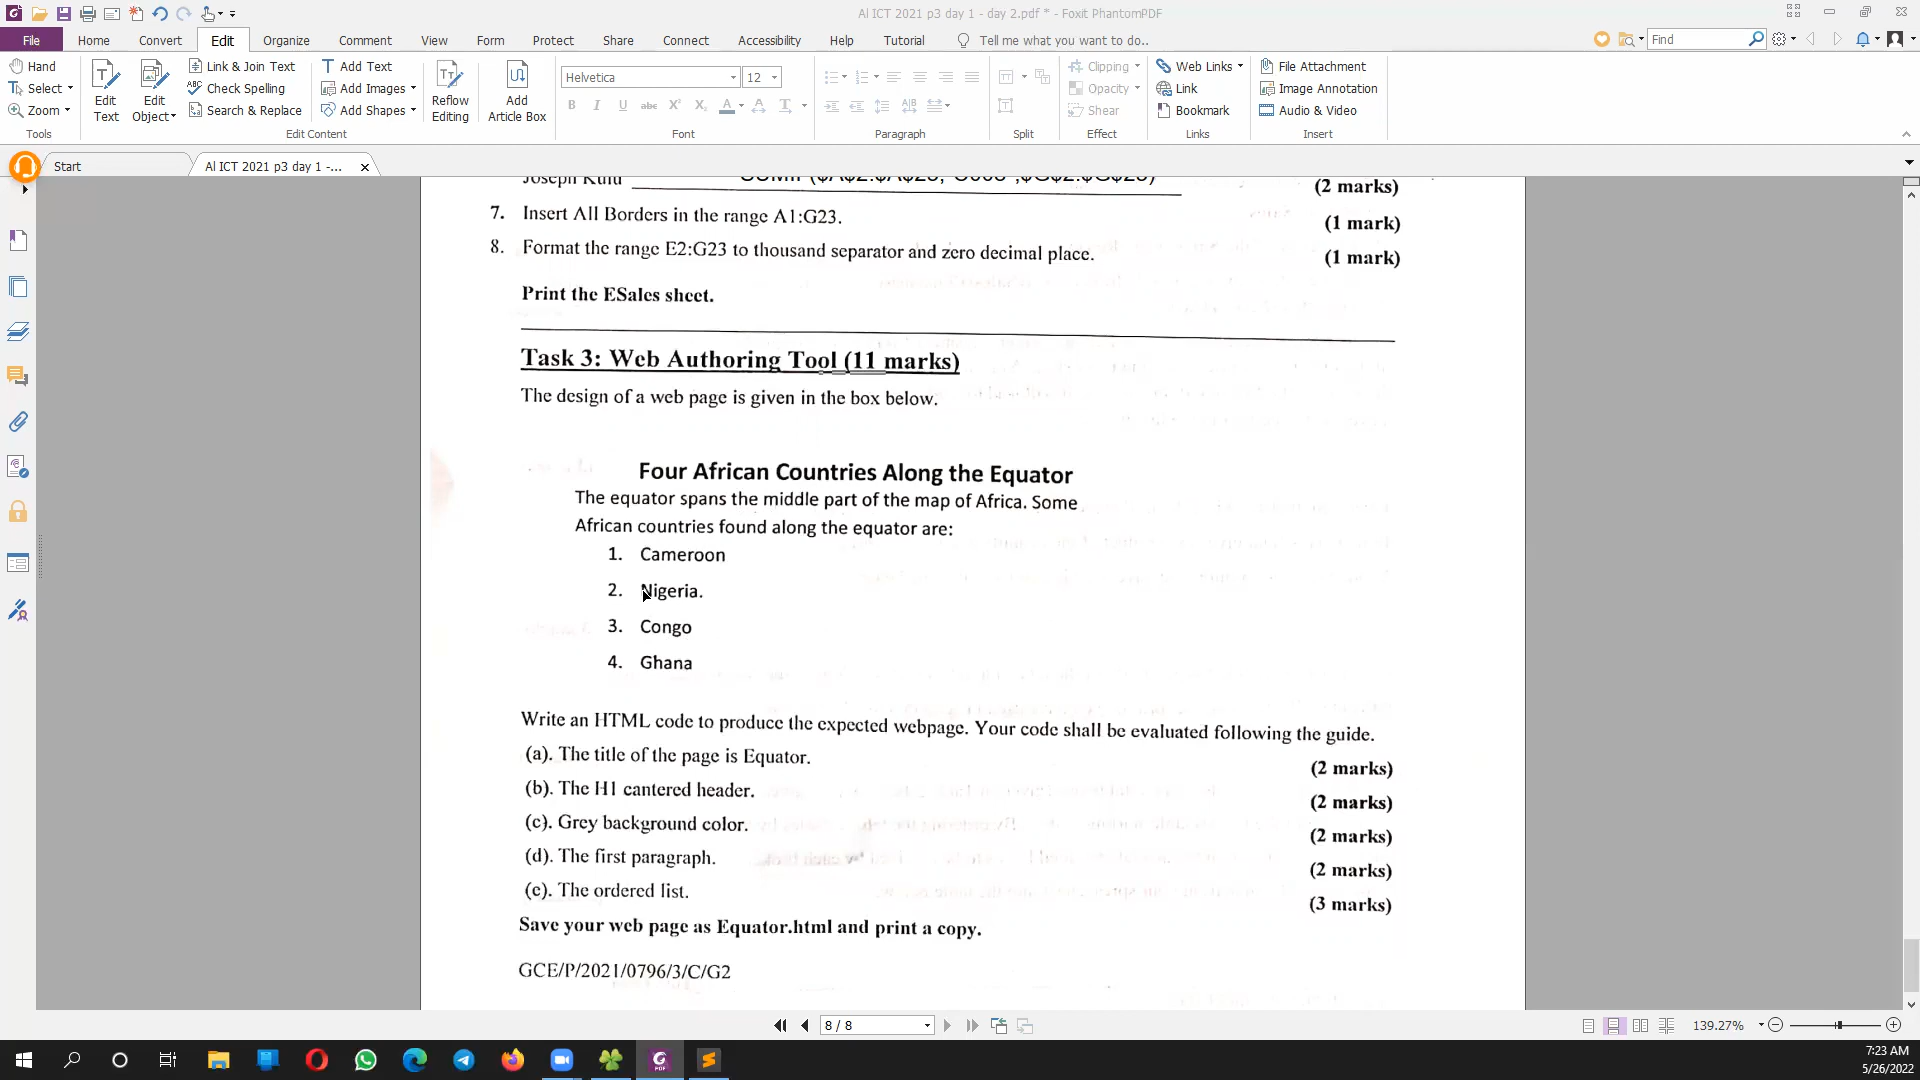 Al ICT 2021 p3 day 1 - day 2.pdf * - Foxit PhantomPDF
File Home Convert Edit Organize Comment View Form Protect Share Connect Accessibility Help Tutorial Tell me what you want to do.. Find
Hand
Select
Zoom
Tools
Edit Text
Edit Object
Link & Join Text
Check Spelling
Search & Replace
Add Text
Add Images
Add Shapes
Edit Content
Reflow Editing
Add Article Box
Helvetica 12
Font
Paragraph
Split
Clipping
Opacity
Shear
Effect
Web Links
Link
Bookmark
Links
File Attachment
Image Annotation
Audio & Video
Insert
Start
Al ICT 2021 p3 day 1 -...
(2 marks)
7. Insert All Borders in the range A1:G23. (1 mark)
8. Format the range E2:G23 to thousand separator and zero decimal place. (1 mark)
Print the ESales sheet.
Task 3: Web Authoring Tool (11 marks)
The design of a web page is given in the box below.
Four African Countries Along the Equator
The equator spans the middle part of the map of Africa. Some
African countries found along the equator are:
1. Cameroon
2. Nigeria.
3. Congo
4. Ghana
Write an HTML code to produce the expected webpage. Your code shall be evaluated following the guide.
(a). The title of the page is Equator. (2 marks)
(b). The H1 cantered header. (2 marks)
(c). Grey background color. (2 marks)
(d). The first paragraph. (2 marks)
(e). The ordered list. (3 marks)
Save your web page as Equator.html and print a copy.
GCE/P/2021/0796/3/C/G2
8 / 8
139.27%
7:23 AM
5/26/2022